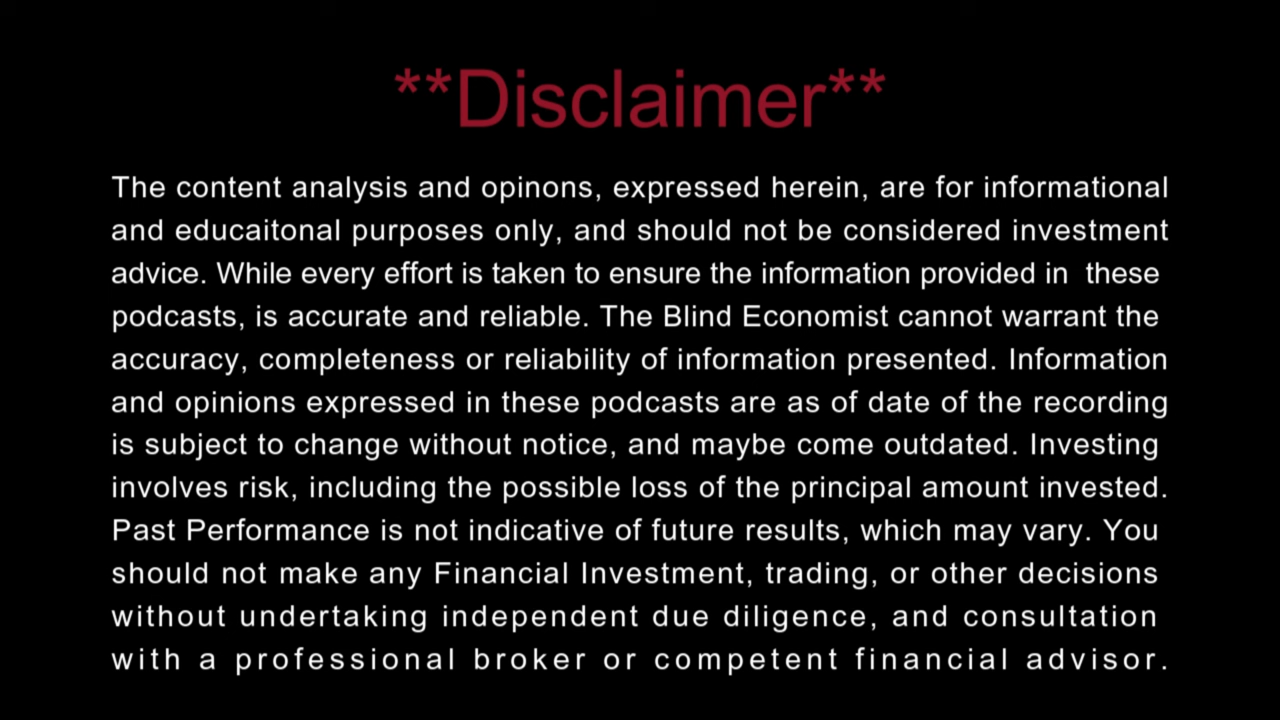 **Disclaimer**
The content analysis and opinons, expressed herein, are for informational
and educaitonal purposes only, and should not be considered investment
advice. While every effort is taken to ensure the information provided in  these
podcasts, is accurate and reliable. The Blind Economist cannot warrant the
accuracy, completeness or reliability of information presented. Information
and opinions expressed in these podcasts are as of date of the recording
is subject to change without notice, and maybe come outdated. Investing
involves risk, including the possible loss of the principal amount invested.
Past Performance is not indicative of future results, which may vary. You
should not make any Financial Investment, trading, or other decisions
without undertaking independent due diligence, and consultation
with a professional broker or competent financial advisor.